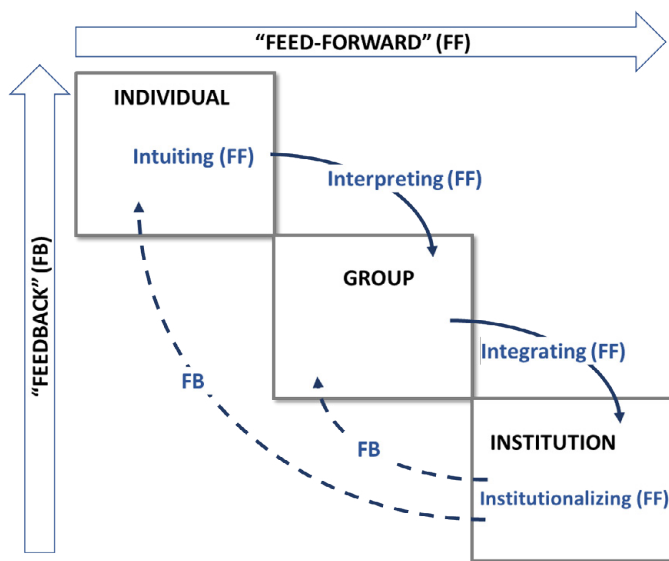 “FEED-FORWARD” (FF)
“FEEDBACK” (FB)
INDIVIDUAL
Intuiting (FF)
Interpreting (FF)
GROUP
Integrating (FF)
FB
FB
INSTITUTION
Institutionalizing (FF)